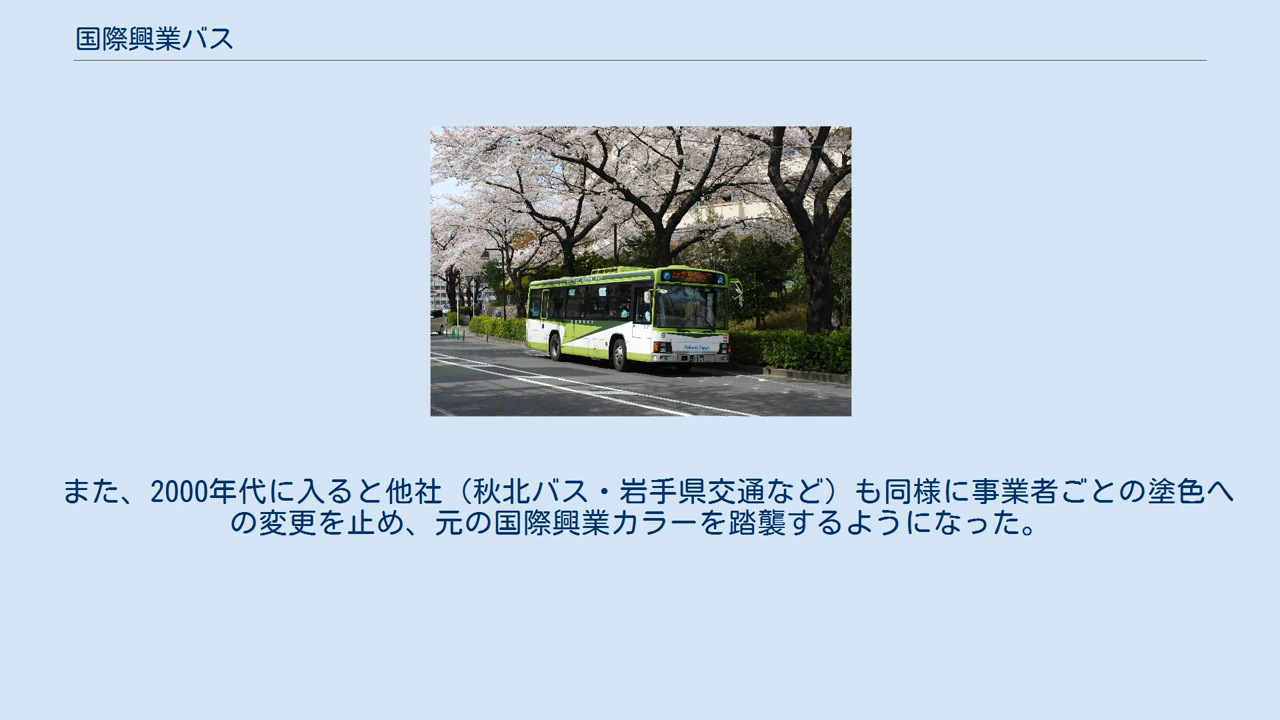 国際興業バス
また、2000年代に入ると他社（秋北バス・岩手県交通など）も同様に事業者ごとの塗色へ
の変更を止め、元の国際興業カラーを踏襲するようになった。